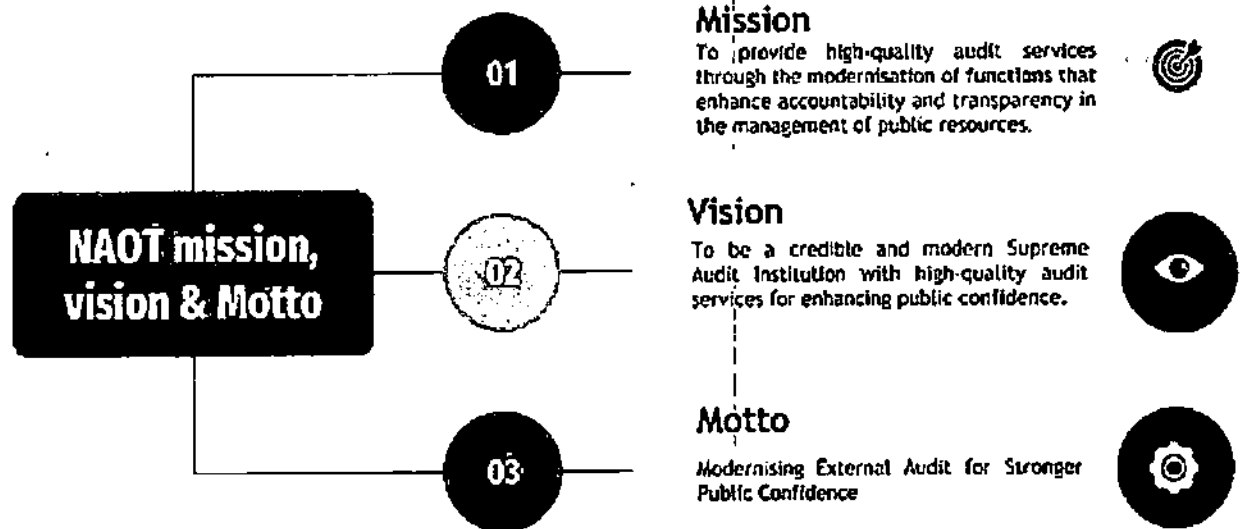 NAOT mission,
vision & Motto
01
Mission
To provide high-quality audit services
through the modernisation of functions that
enhance accountability and transparency in
the management of public resources.
02
Vision
To be a credible and modern Supreme
Audit Institution with high-quality audit
services for enhancing public confidence.
03
Motto
Modernising External Audit for Stronger
Public Confidence